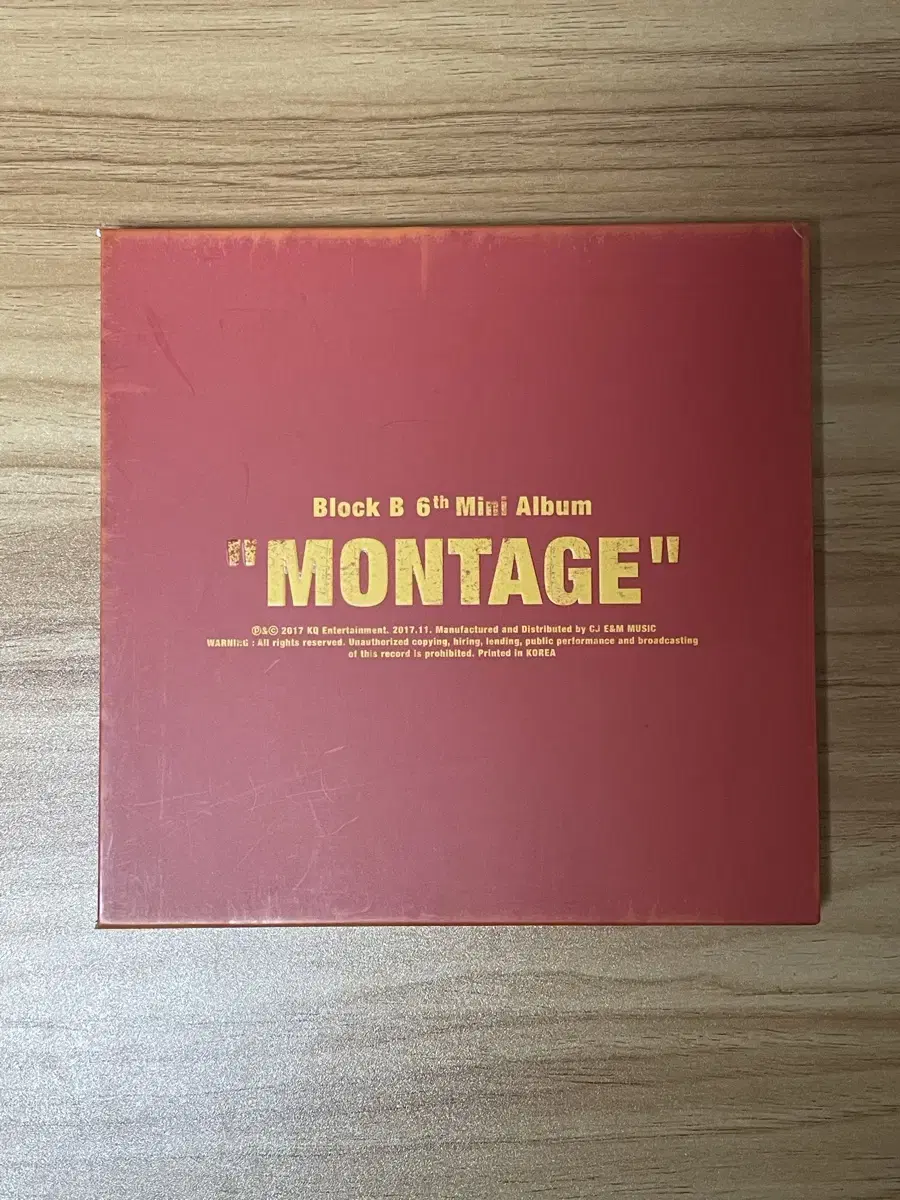 Block B 6th Mini Album
"MONTAGE"
℗&© 2017 KQ Entertainment. 2017.11. Manufactured and Distributed by CJ E&M MUSIC
WARNING : All rights reserved. Unauthorized copying, hiring, lending, public performance and broadcasting
of this record is prohibited. Printed in KOREA